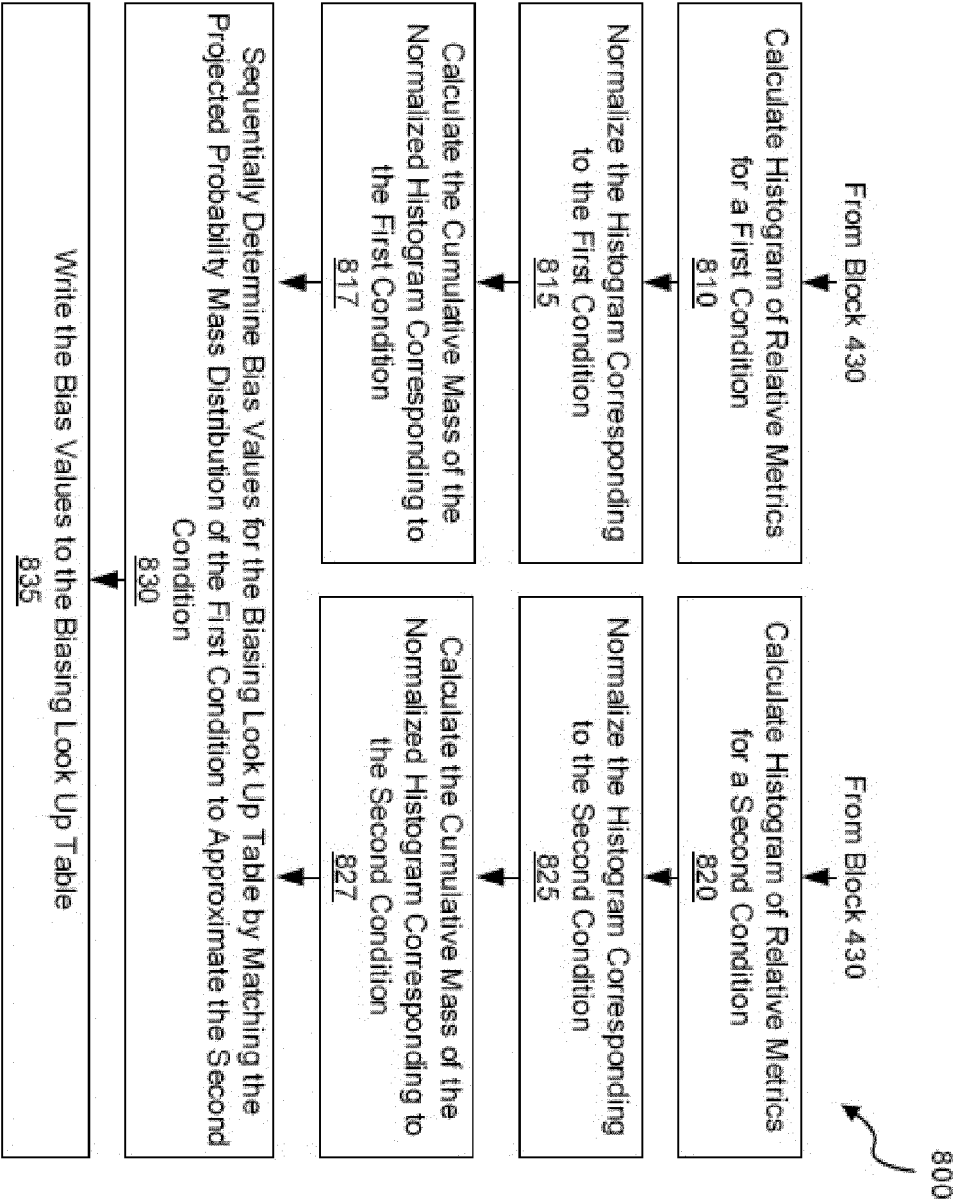 800
From Block 430
Calculate Histogram of Relative Metrics
for a First Condition
810
Normalize the Histogram Corresponding
to the First Condition
815
Calculate the Cumulative Mass of the
Normalized Histogram Corresponding to
the First Condition
817
From Block 430
Calculate Histogram of Relative Metrics
for a Second Condition
820
Normalize the Histogram Corresponding
to the Second Condition
825
Calculate the Cumulative Mass of the
Normalized Histogram Corresponding to
the Second Condition
827
Sequentially Determine Bias Values for the Biasing Look Up Table by Matching the
Projected Probability Mass Distribution of the First Condition to Approximate the Second
Condition
830
Write the Bias Values to the Biasing Look Up Table
835